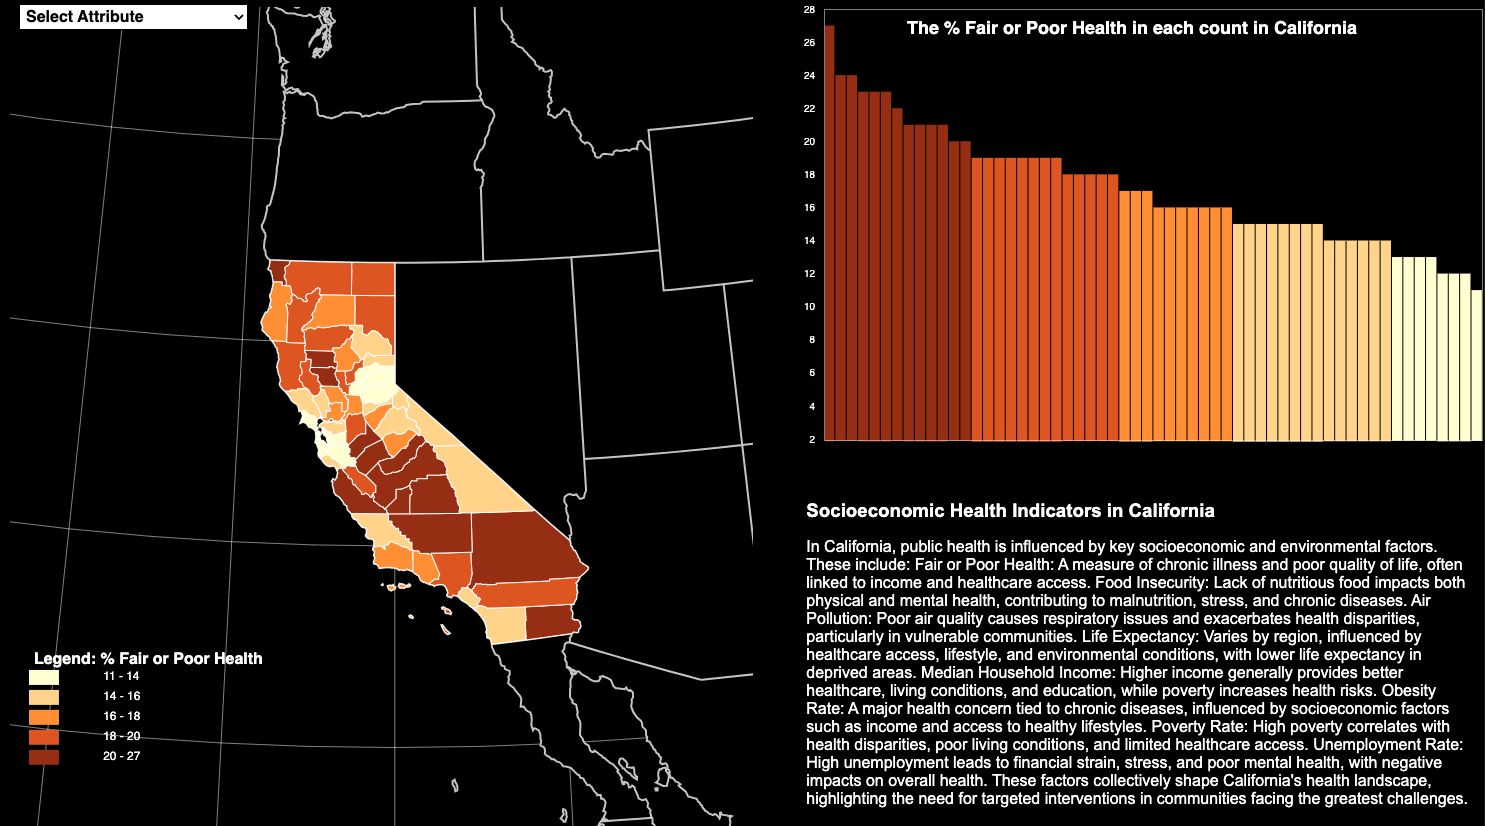 Select Attribute
Legend: % Fair or Poor Health
11 - 14
14 - 16
16 - 18
18 - 20
20 - 27
The % Fair or Poor Health in each count in California
28
26
24
22
20
18
16
14
12
10
8
6
4
2
Socioeconomic Health Indicators in California
In California, public health is influenced by key socioeconomic and environmental factors.
These include: Fair or Poor Health: A measure of chronic illness and poor quality of life, often
linked to income and healthcare access. Food Insecurity: Lack of nutritious food impacts both
physical and mental health, contributing to malnutrition, stress, and chronic diseases. Air
Pollution: Poor air quality causes respiratory issues and exacerbates health disparities,
particularly in vulnerable communities. Life Expectancy: Varies by region, influenced by
healthcare access, lifestyle, and environmental conditions, with lower life expectancy in
deprived areas. Median Household Income: Higher income generally provides better
healthcare, living conditions, and education, while poverty increases health risks. Obesity
Rate: A major health concern tied to chronic diseases, influenced by socioeconomic factors
such as income and access to healthy lifestyles. Poverty Rate: High poverty correlates with
health disparities, poor living conditions, and limited healthcare access. Unemployment Rate:
High unemployment leads to financial strain, stress, and poor mental health, with negative
impacts on overall health. These factors collectively shape California's health landscape,
highlighting the need for targeted interventions in communities facing the greatest challenges.